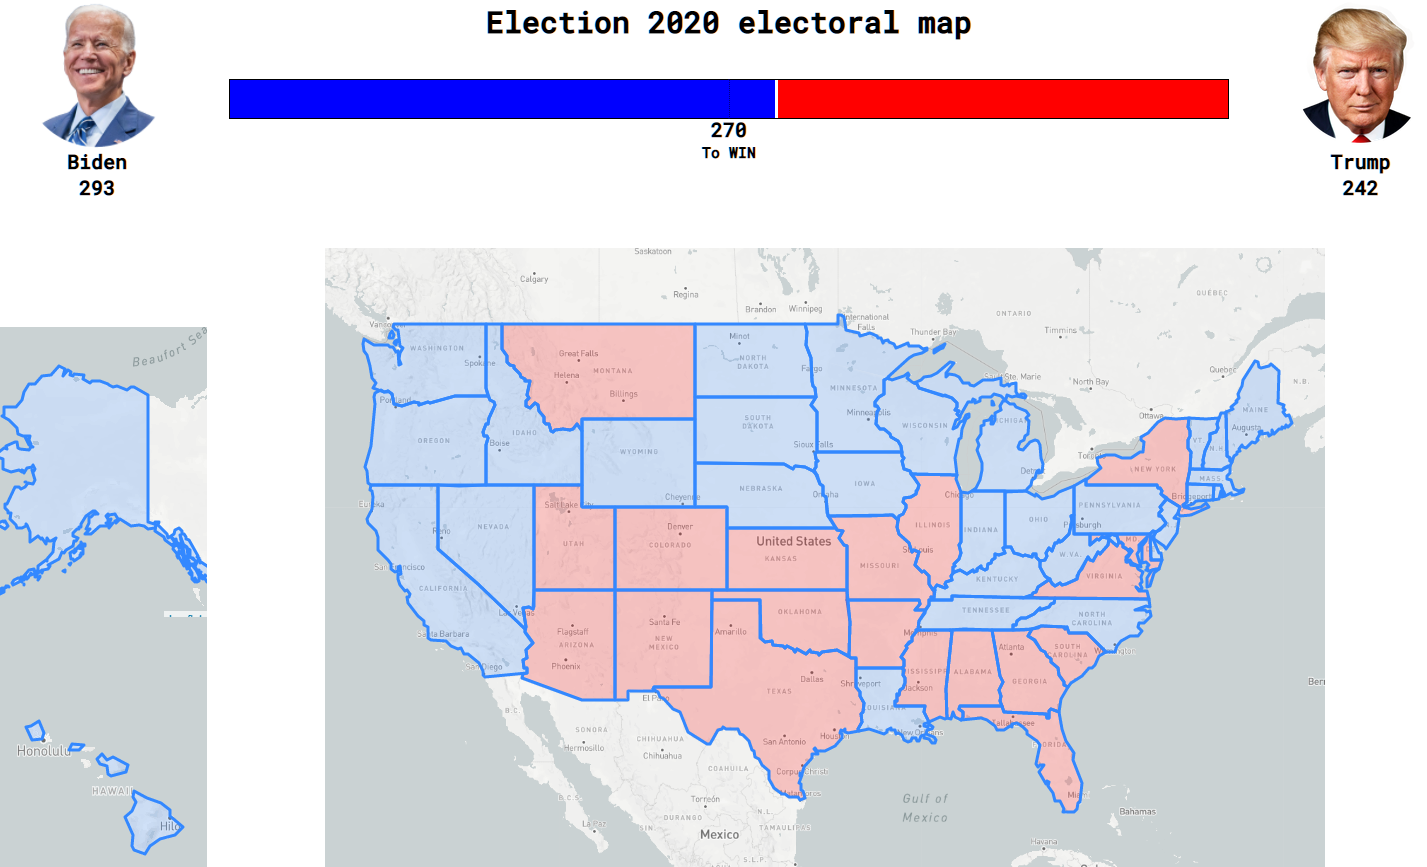 Election 2020 electoral map
270
To WIN
Biden
293
Trump
242
Saskatoon
Calgary
Regina
Brandon
Winnipeg
International
Falls
Thunder Bay
ONTARIO
Timmins
QUÉBEC
Beaufort Sea
WASHINGTON
Spokane
Great Falls
MONTANA
Helena
Billings
Minot
NORTH
DAKOTA
Fargo
MINNESOTA
Sault Ste. Marie
North Bay
Quebec
N.B.
Portland
OREGON
IDAHO
Boise
WYOMING
SOUTH
DAKOTA
Minneapolis
Sioux Falls
WISCONSIN
MICHIGAN
Ottawa
MAINE
Augusta
VT.
N.H.
Detroit
Toronto
NEW YORK
MASS.
Eureka
Reno
NEVADA
Salt Lake City
UTAH
Cheyenne
NEBRASKA
Omaha
IOWA
Chicago
Bridgeport
PENNSYLVANIA
Pittsburgh
Denver
COLORADO
United States
KANSAS
ILLINOIS
INDIANA
OHIO
MD.
St. Louis
MISSOURI
W.VA.
VIRGINIA
KENTUCKY
San Francisco
CALIFORNIA
Las Vegas
Santa Barbara
San Diego
Flagstaff
ARIZONA
Phoenix
Santa Fe
NEW
MEXICO
Amarillo
OKLAHOMA
TENNESSEE
NORTH
CAROLINA
Memphis
Atlanta
SOUTH
CAROLINA
Wilmington
MISSISSIPPI
ALABAMA
GEORGIA
Jackson
El Paso
TEXAS
Dallas
Shreveport
LOUISIANA
New Orleans
Tallahassee
FLORIDA
Miami
Houston
San Antonio
Corpus Christi
Matamoros
B.C.
SONORA
Hermosillo
CHIHUAHUA
Chihuahua
COAHUILA
B.C.S.
Torreón
DURANGO
N.L.
La Paz
SIN.
Mexico
TAMAULIPAS
S.L.P.
Gulf of
Mexico
Bahamas
Havana
Honolulu
HAWAII
Hilo